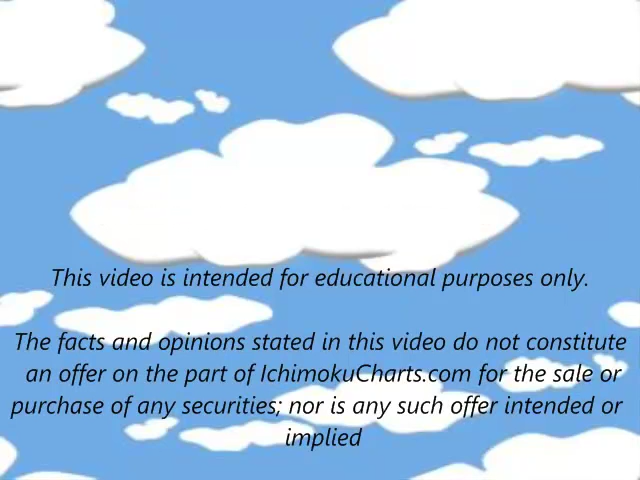 This video is intended for educational purposes only.
The facts and opinions stated in this video do not constitute
an offer on the part of IchimokuCharts.com for the sale or
purchase of any securities; nor is any such offer intended or
implied